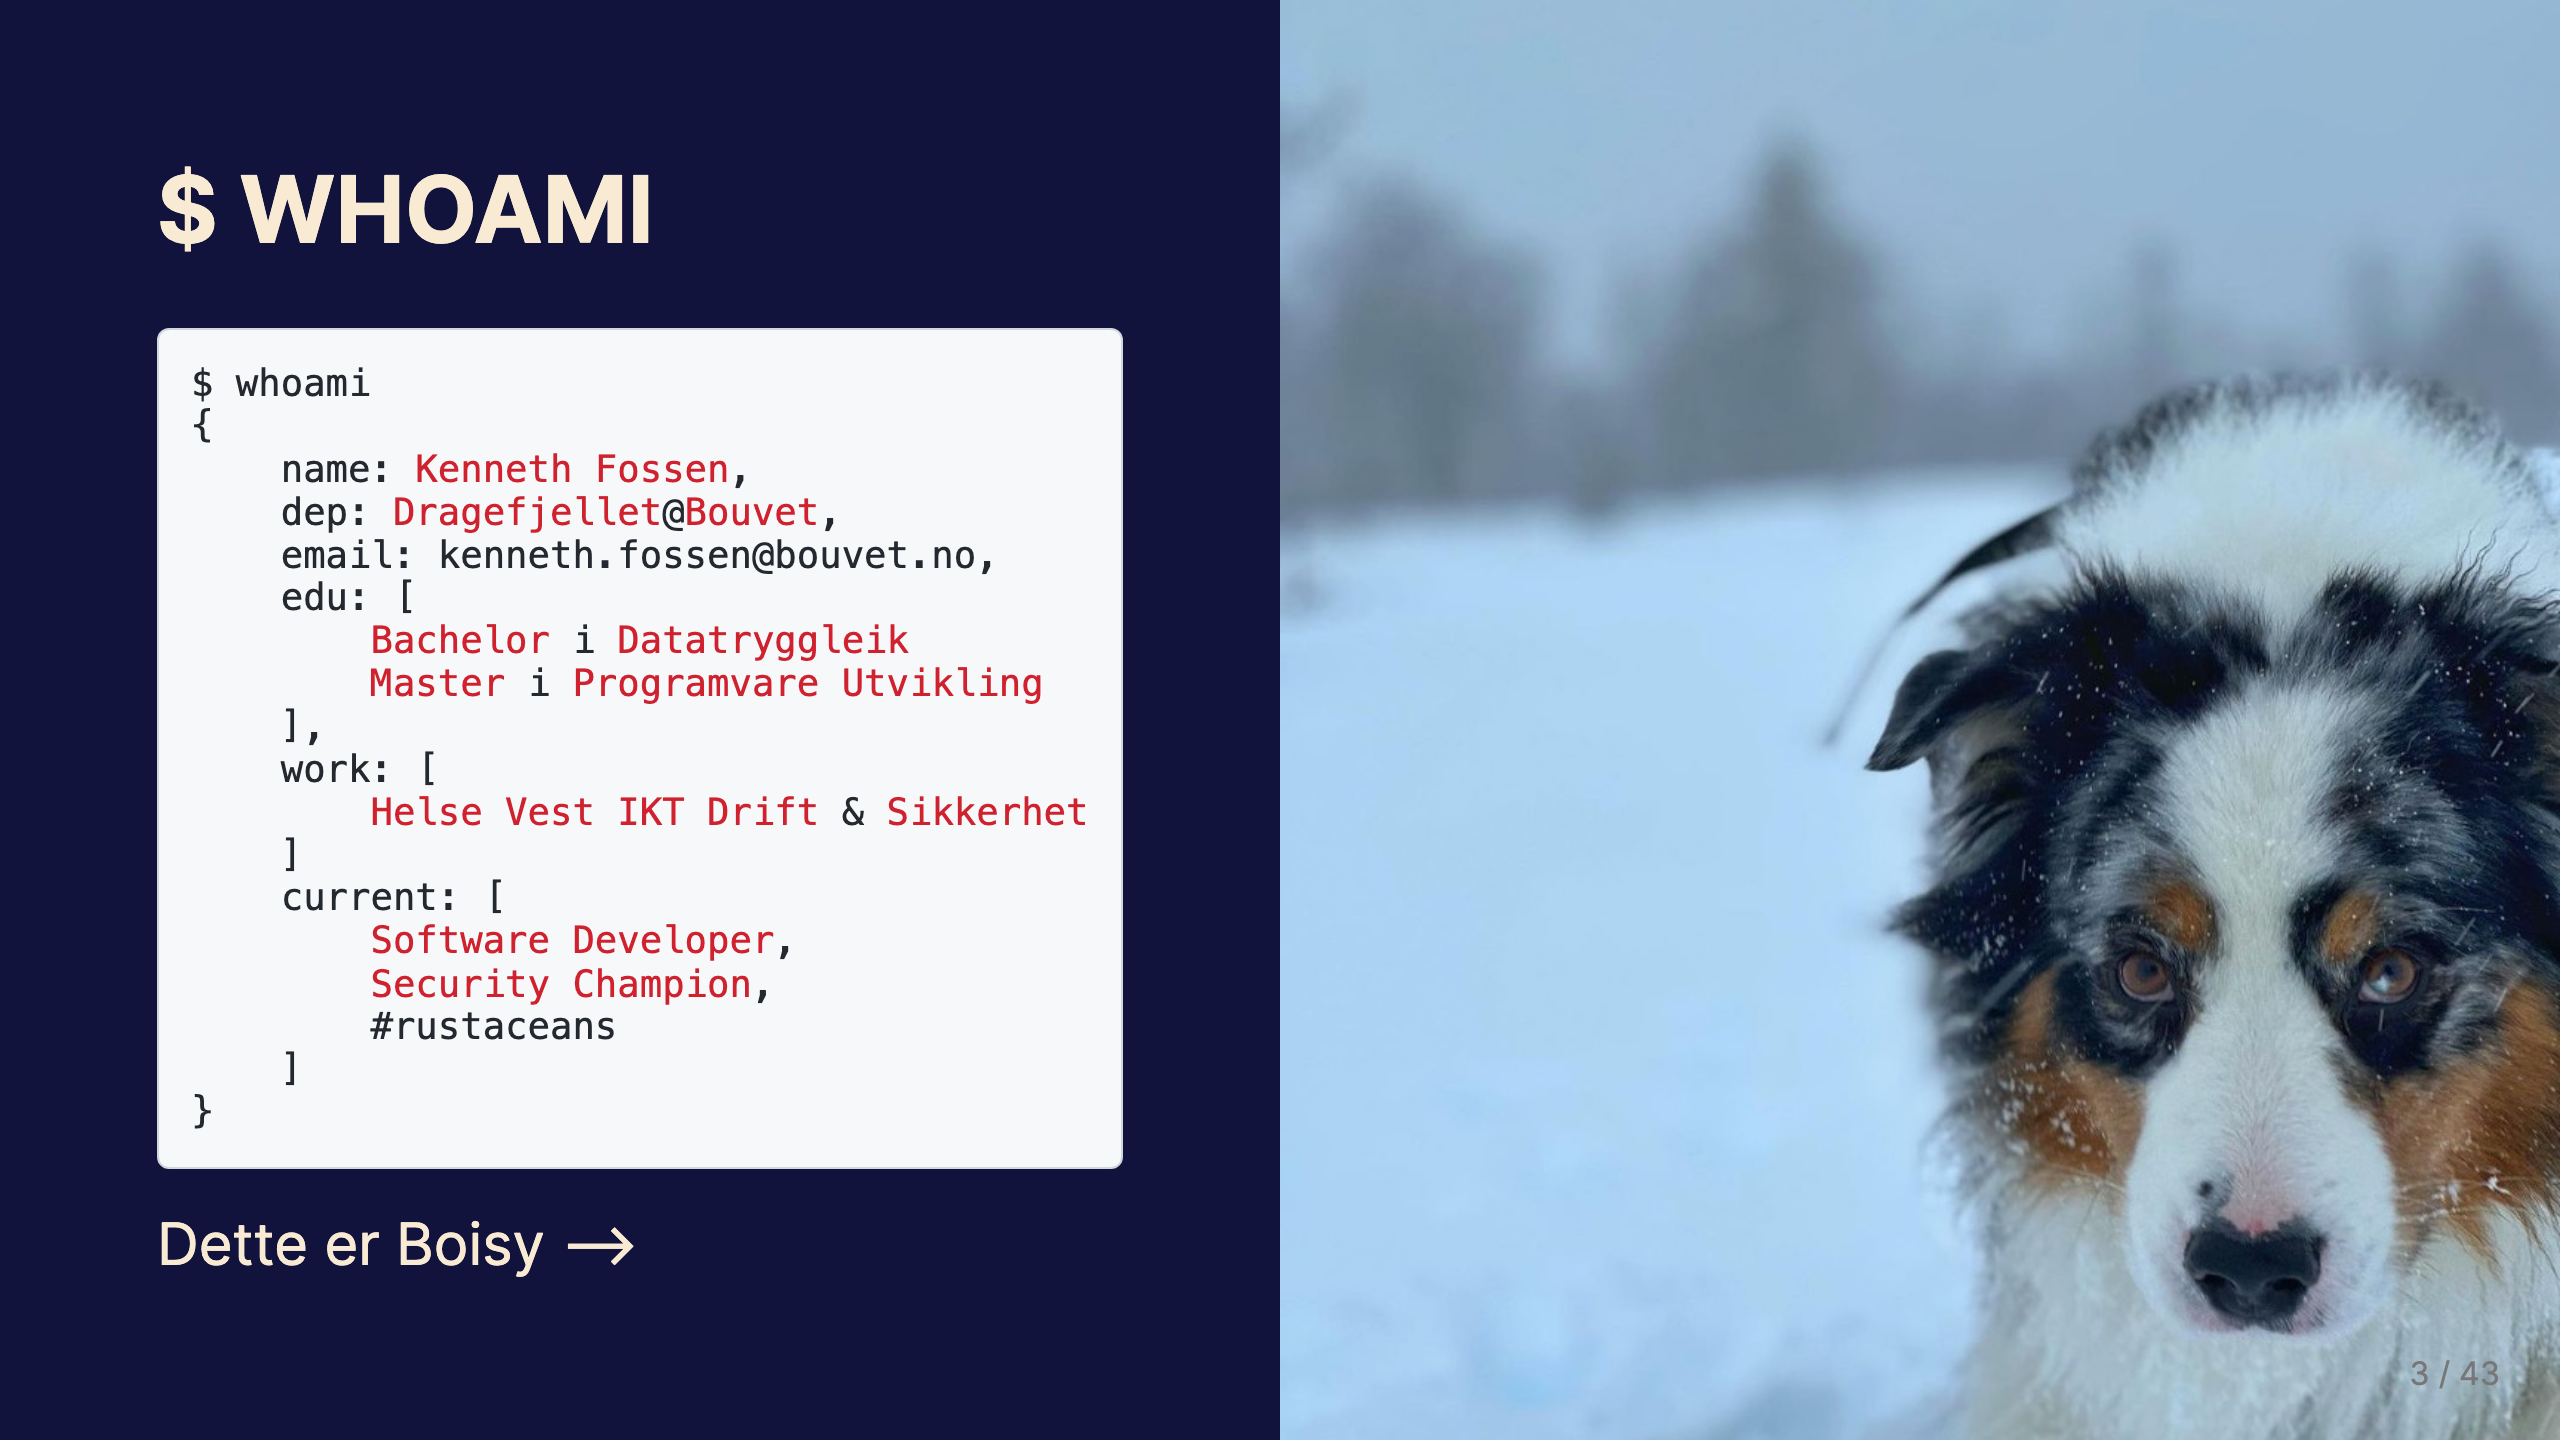 $ WHOAMI
$ whoami
{
    name: Kenneth Fossen,
    dep: Dragefjellet@Bouvet,
    email: kenneth.fossen@bouvet.no,
    edu: [
        Bachelor i Datatryggleik
        Master i Programvare Utvikling
    ],
    work: [
        Helse Vest IKT Drift & Sikkerhet
    ]
    current: [
        Software Developer,
        Security Champion,
        #rustaceans
    ]
}
Dette er Boisy →
3 / 43